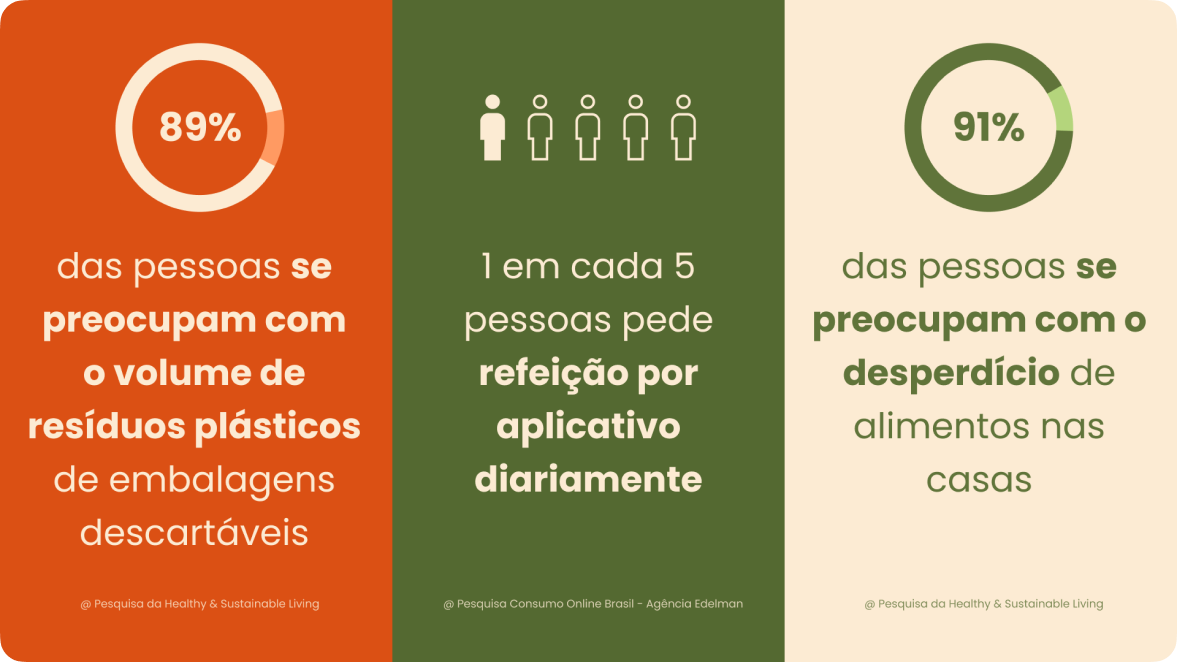 89%
das pessoas se
preocupam com
o volume de
resíduos plásticos
de embalagens
descartáveis
@ Pesquisa da Healthy & Sustainable Living
1 em cada 5
pessoas pede
refeição por
aplicativo
diariamente
@ Pesquisa Consumo Online Brasil - Agência Edelman
91%
das pessoas se
preocupam com o
desperdício de
alimentos nas
casas
@ Pesquisa da Healthy & Sustainable Living